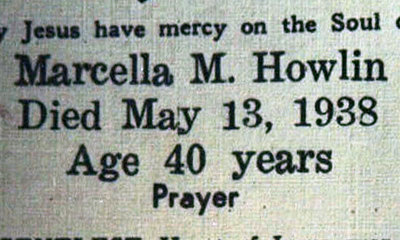 Jesus have mercy on the Soul
Marcella M. Howlin
Died May 13, 1938
Age 40 years
Prayer